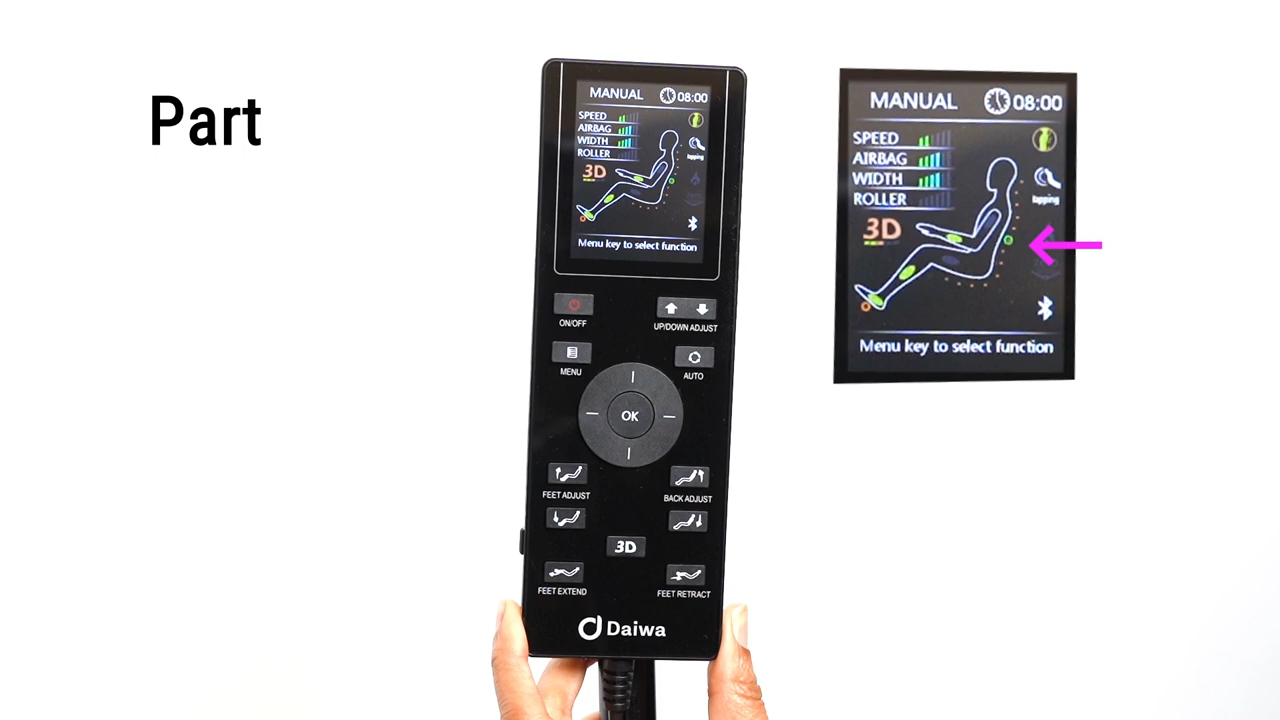 Part
MANUAL 08:00
SPEED
AIRBAG
WIDTH
ROLLER
tapping
3D
Menu key to select function
ON/OFF
UP/DOWN ADJUST
MENU
AUTO
OK
FEET ADJUST
BACK ADJUST
3D
FEET EXTEND
FEET RETRACT
Daiwa
MANUAL 08:00
SPEED
AIRBAG
WIDTH
ROLLER
tapping
3D
Menu key to select function